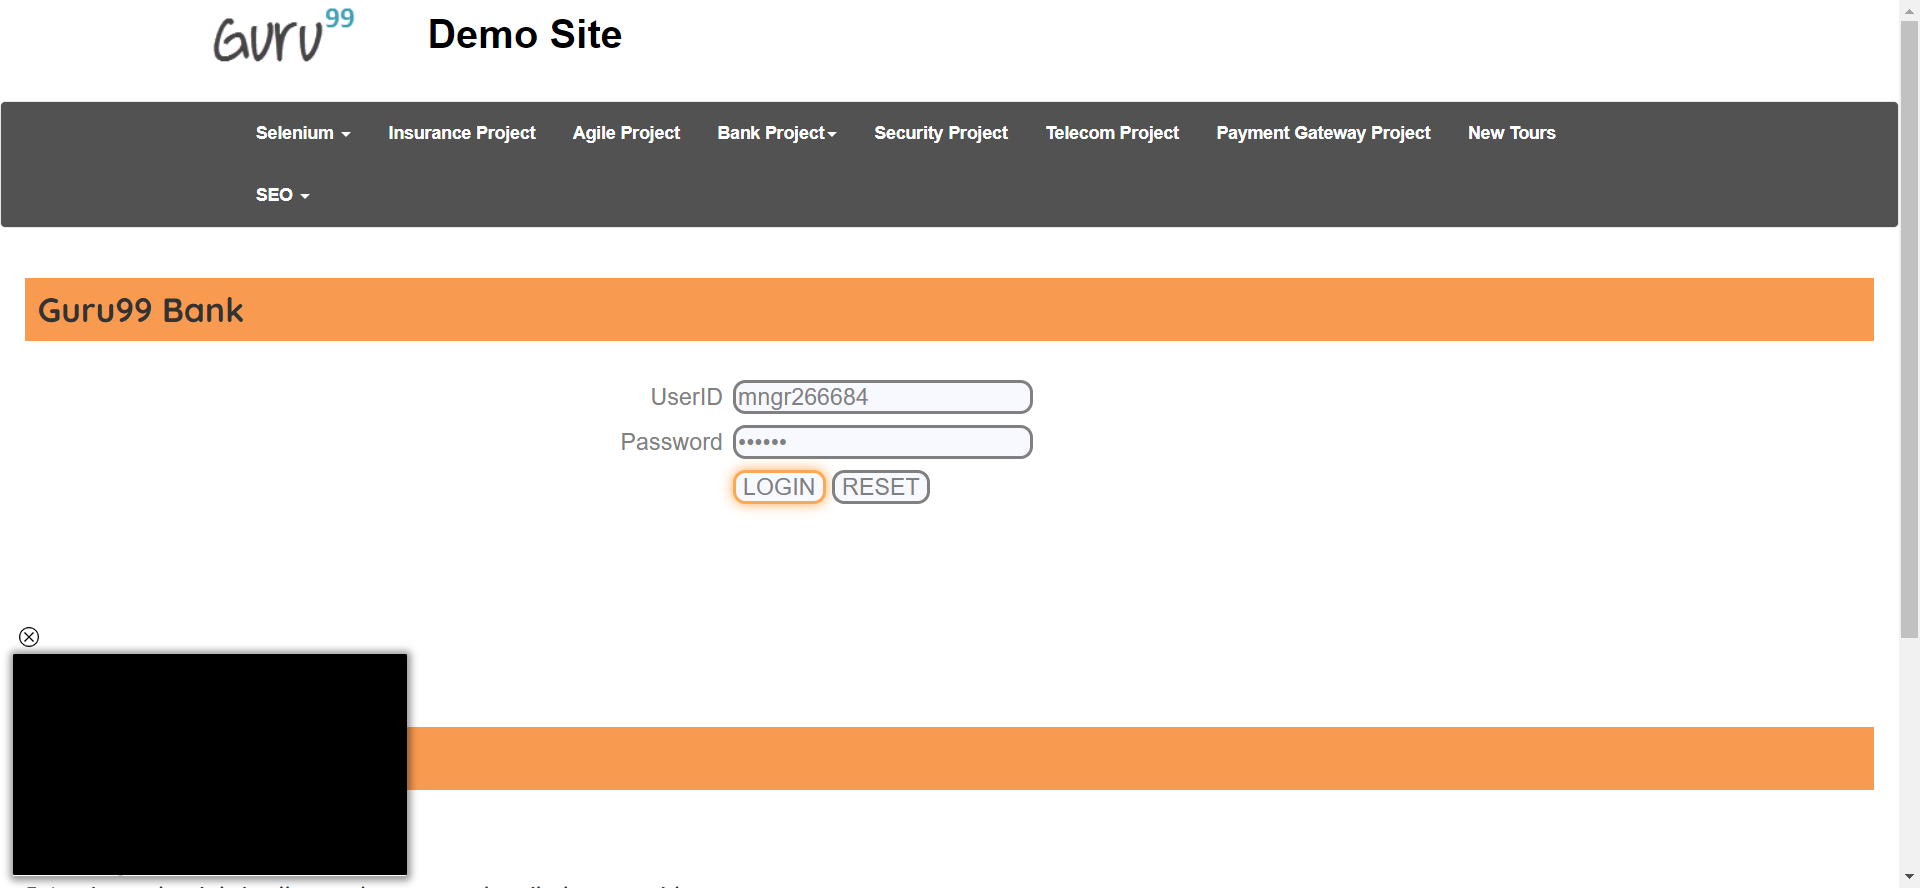 Guru99 Demo Site
Selenium Insurance Project Agile Project Bank Project Security Project Telecom Project Payment Gateway Project New Tours
SEO
Guru99 Bank
UserID mngr266684
Password ••••••
LOGIN RESET